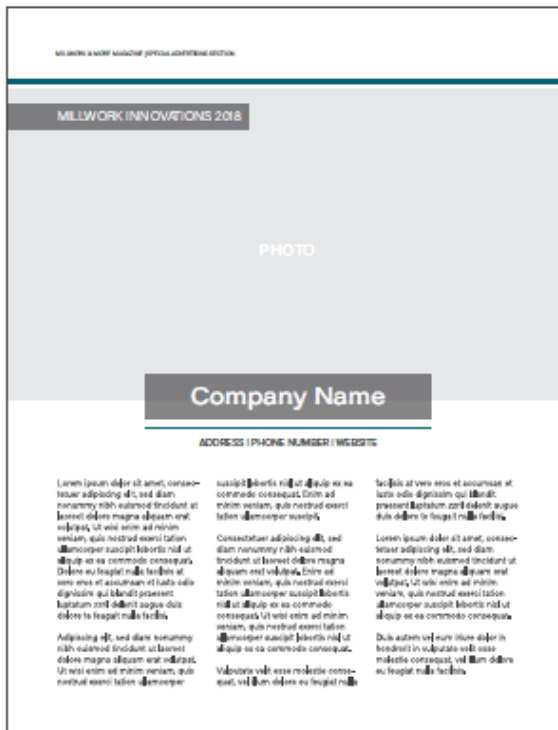 MILLWORK & MORE MAGAZINE | SPECIAL ADVERTISING SECTION
MILLWORK INNOVATIONS 2018
PHOTO
Company Name
ADDRESS | PHONE NUMBER | WEBSITE
Lorem ipsum dolor sit amet, consec-
tetuer adipiscing elit, sed diam
nonummy nibh euismod tincidunt ut
laoreet dolore magna aliquam erat
volutpat. Ut wisi enim ad minim
veniam, quis nostrud exerci tation
ullamcorper suscipit lobortis nisl ut
aliquip ex ea commodo consequat.
Dolore eu feugiat nulla facilisis at
vero eros et accumsan et iusto odio
dignissim qui blandit praesent
luptatum zzril delenit augue duis
dolore te feugait nulla facilisi.
Adipiscing elit, sed diam nonummy
nibh euismod tincidunt ut laoreet
dolore magna aliquam erat volutpat.
Ut wisi enim ad minim veniam, quis
nostrud exerci tation ullamcorper
suscipit lobortis nisl ut aliquip ex ea
commodo consequat. Enim ad
minim veniam, quis nostrud exerci
tation ullamcorper suscipit.
Consectetuer adipiscing elit, sed
diam nonummy nibh euismod
tincidunt ut laoreet dolore magna
aliquam erat volutpat. Enim ad
minim veniam, quis nostrud exerci
tation ullamcorper suscipit lobortis
nisl ut aliquip ex ea commodo
consequat. Ut wisi enim ad minim
veniam, quis nostrud exerci tation
ullamcorper suscipit lobortis nisl ut
aliquip ex ea commodo consequat.
Vulputate velit esse molestie conse-
quat, vel illum dolore eu feugiat nulla
facilisis at vero eros et accumsan et
iusto odio dignissim qui blandit
praesent luptatum zzril delenit augue
duis dolore te feugait nulla facilisi.
Lorem ipsum dolor sit amet, consec-
tetuer adipiscing elit, sed diam
nonummy nibh euismod tincidunt ut
laoreet dolore magna aliquam erat
volutpat. Ut wisi enim ad minim
veniam, quis nostrud exerci tation
ullamcorper suscipit lobortis nisl ut
aliquip ex ea commodo consequat.
Duis autem vel eum iriure dolor in
hendrerit in vulputate velit esse
molestie consequat, vel illum dolore
eu feugiat nulla facilisis.